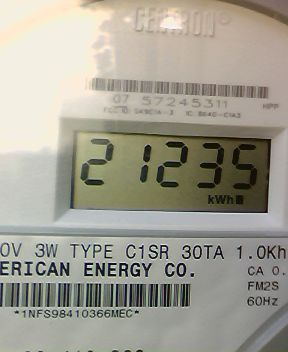 CENTRON®
07 57245311
HPP
21235
kWh
0V 3W TYPE C1SR 30TA 1.0Kh
ERICAN ENERGY CO.
CA 0.
FM2S
60Hz
*1NFS98410366MEC*